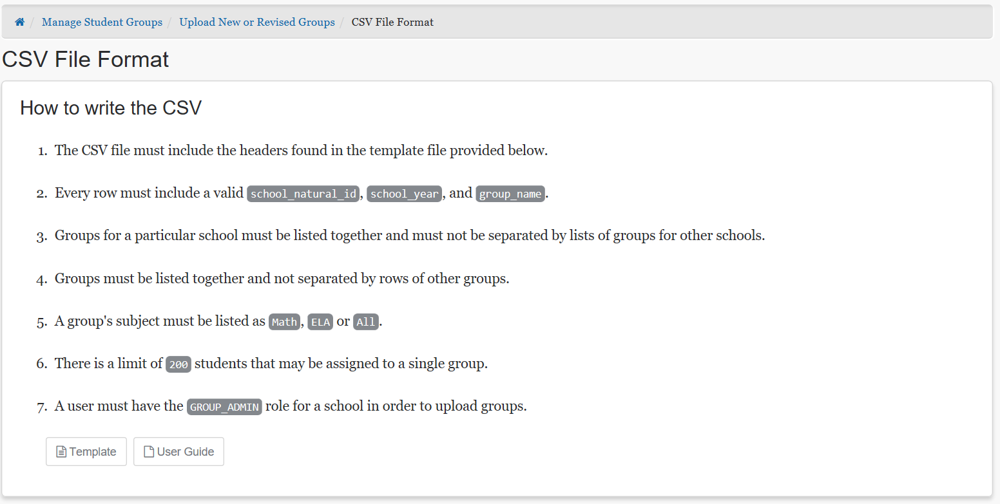 Manage Student Groups / Upload New or Revised Groups / CSV File Format
CSV File Format
How to write the CSV
1. The CSV file must include the headers found in the template file provided below.
2. Every row must include a valid school_natural_id, school_year, and group_name.
3. Groups for a particular school must be listed together and must not be separated by lists of groups for other schools.
4. Groups must be listed together and not separated by rows of other groups.
5. A group's subject must be listed as Math, ELA or All.
6. There is a limit of 200 students that may be assigned to a single group.
7. A user must have the GROUP_ADMIN role for a school in order to upload groups.
Template User Guide